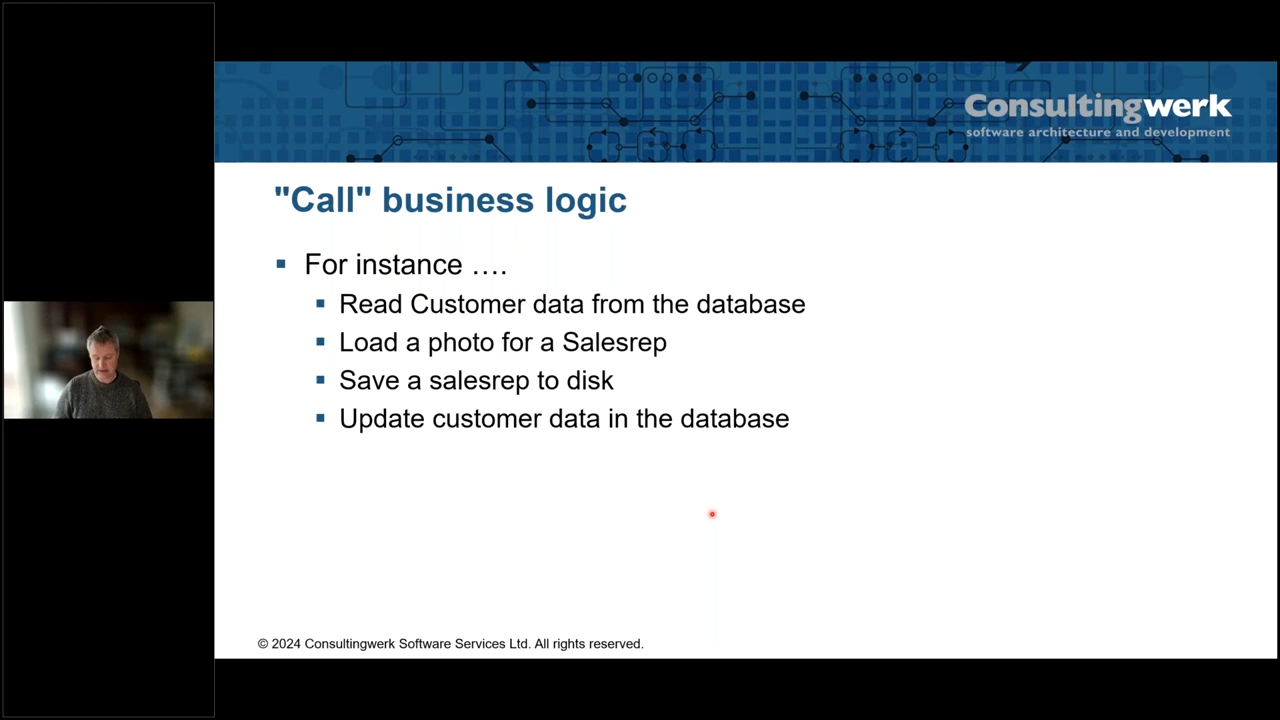 Consultingwerk
software architecture and development
"Call" business logic
For instance ….
Read Customer data from the database
Load a photo for a Salesrep
Save a salesrep to disk
Update customer data in the database
© 2024 Consultingwerk Software Services Ltd. All rights reserved.